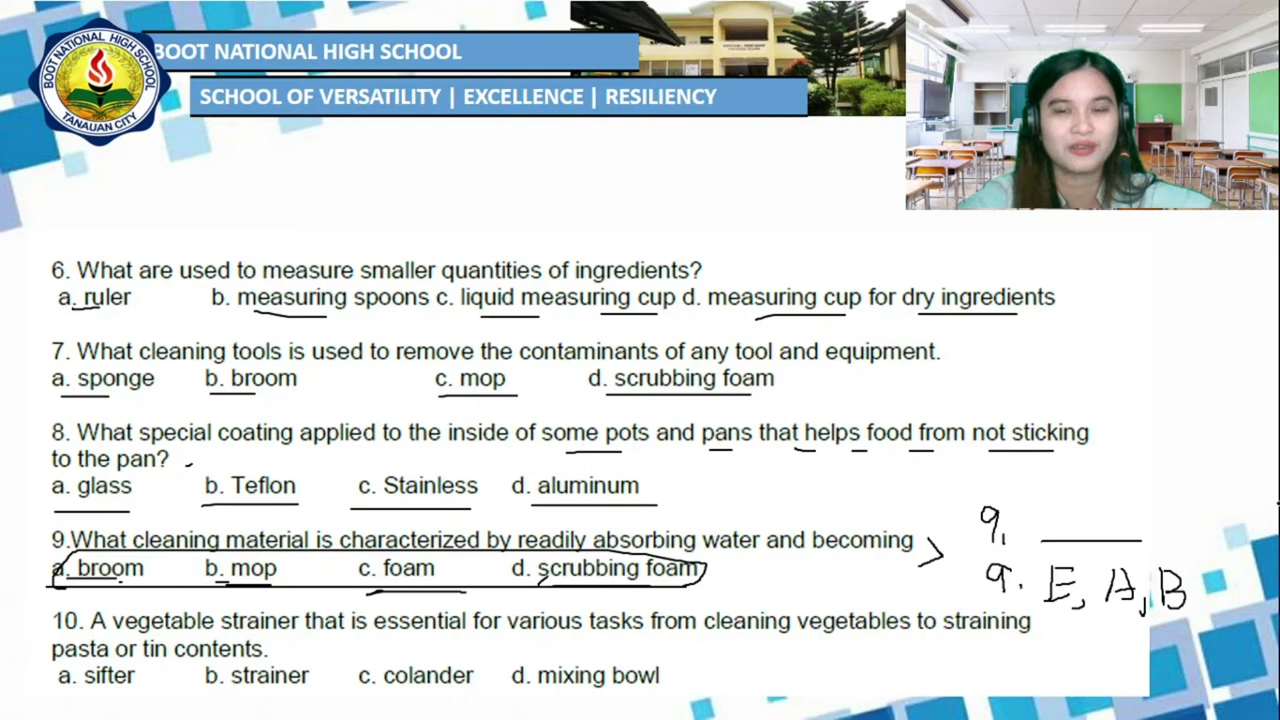 BOOT NATIONAL HIGH SCHOOL
TANAUAN CITY
BOOT NATIONAL HIGH SCHOOL
SCHOOL OF VERSATILITY | EXCELLENCE | RESILIENCY
6. What are used to measure smaller quantities of ingredients?
a. ruler b. measuring spoons c. liquid measuring cup d. measuring cup for dry ingredients
7. What cleaning tools is used to remove the contaminants of any tool and equipment.
a. sponge b. broom c. mop d. scrubbing foam
8. What special coating applied to the inside of some pots and pans that helps food from not sticking
to the pan?
a. glass b. Teflon c. Stainless d. aluminum
9.What cleaning material is characterized by readily absorbing water and becoming
a. broom b. mop c. foam d. scrubbing foam
9.
9. E, A, B
10. A vegetable strainer that is essential for various tasks from cleaning vegetables to straining
pasta or tin contents.
a. sifter b. strainer c. colander d. mixing bowl